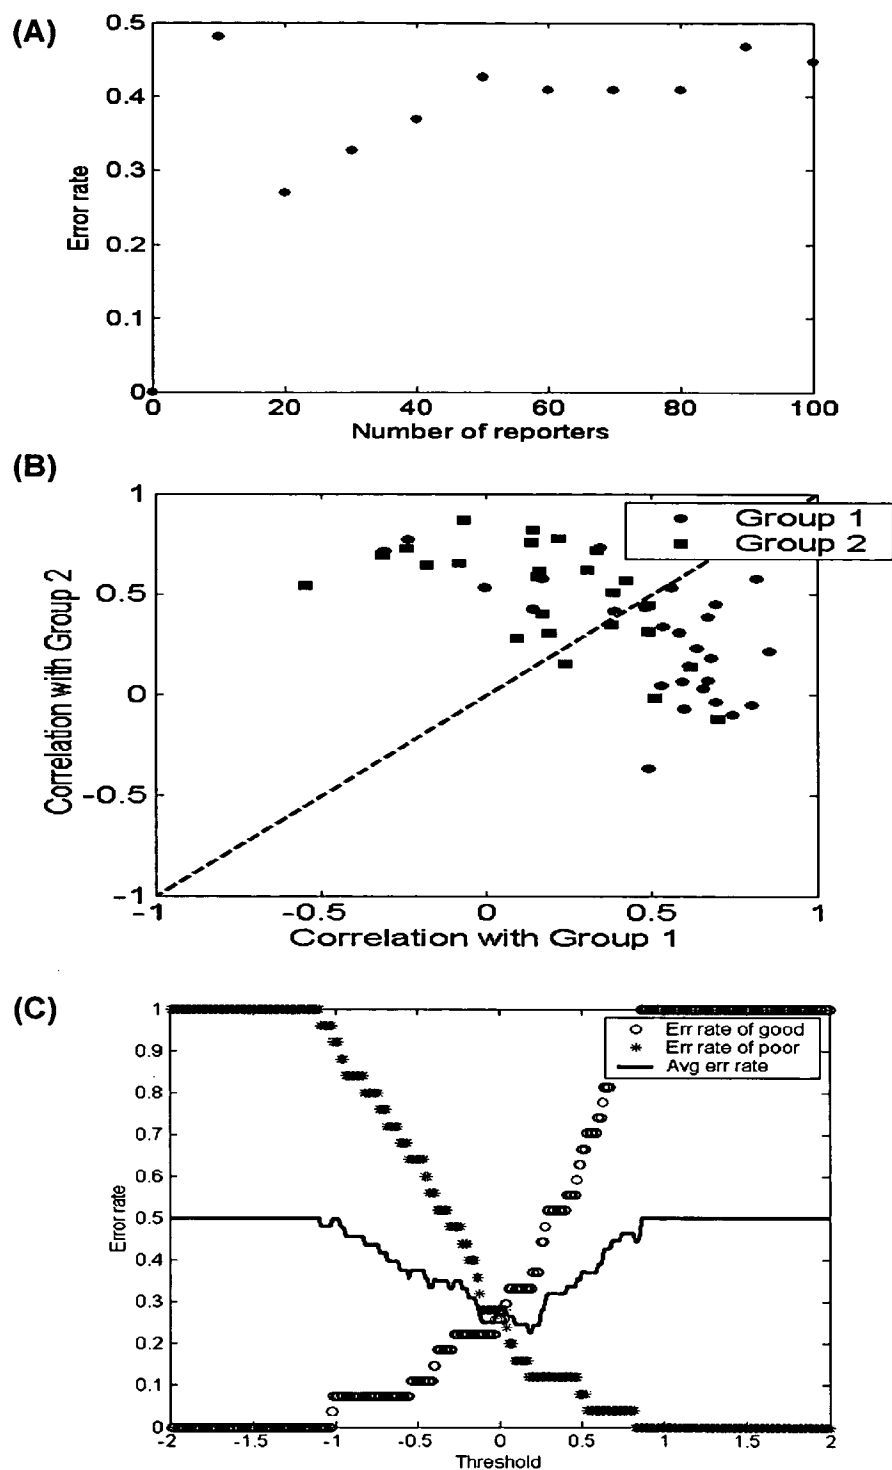 (A)
0.5
0.4
0.3
0.2
0.1
0
Error rate
0 20 40 60 80 100
Number of reporters
(B)
1
0.5
0
-0.5
-1
Correlation with Group 2
Group 1
Group 2
-1 -0.5 0 0.5 1
Correlation with Group 1
(C)
1
0.9
0.8
0.7
0.6
0.5
0.4
0.3
0.2
0.1
0
Error rate
Err rate of good
Err rate of poor
Avg err rate
-2 -1.5 -1 -0.5 0 0.5 1 1.5 2
Threshold